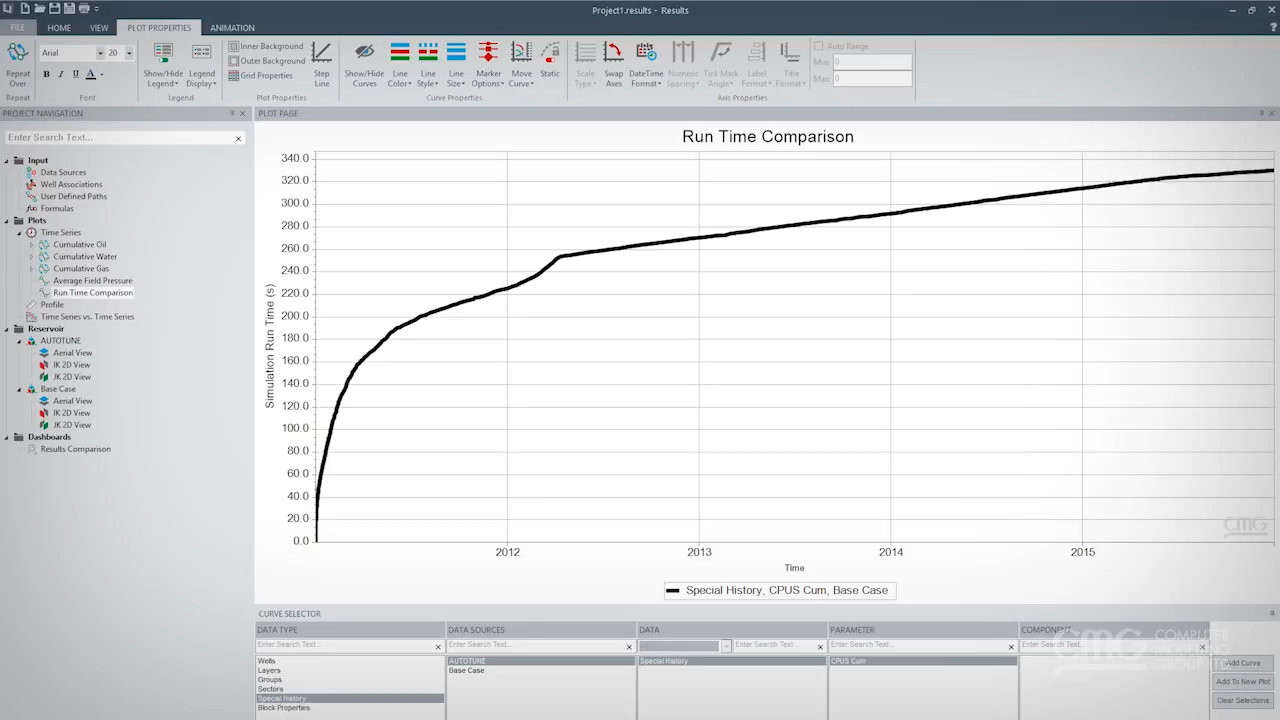 Project1.results - Results
FILE HOME VIEW PLOT PROPERTIES ANIMATION
Repeat Over
Repeat
Arial 20
B I U A
Font
Show/Hide Legend
Legend Display
Legend
Inner Background
Outer Background
Grid Properties
Step Line
Plot Properties
Show/Hide Curves
Line Color
Line Style
Line Size
Marker Options
Move Curve
Static
Curve Properties
Scale Type
Swap Axes
DateTime Format
Numeric Spacing
Tick Mark Angle
Label Format
Title Format
Auto Range
Min: 0
Max: 0
Axis Properties
PROJECT NAVIGATION
Enter Search Text...
Input
Data Sources
Well Associations
User Defined Paths
Formulas
Plots
Time Series
Cumulative Oil
Cumulative Water
Cumulative Gas
Average Field Pressure
Run Time Comparison
Profile
Time Series vs. Time Series
Reservoir
AUTOTUNE
Aerial View
IK 2D View
JK 2D View
Base Case
Aerial View
IK 2D View
JK 2D View
Dashboards
Results Comparison
PLOT PAGE
Run Time Comparison
Simulation Run Time (s)
340.0
320.0
300.0
280.0
260.0
240.0
220.0
200.0
180.0
160.0
140.0
120.0
100.0
80.0
60.0
40.0
20.0
0.0
2012 2013 2014 2015
Time
CMG
Special History, CPUS Cum, Base Case
CURVE SELECTOR
DATA TYPE DATA SOURCES DATA PARAMETER COMPONENT
Enter Search Text... Enter Search Text... Enter Search Text... Enter Search Text... Enter Search Text...
Wells
Layers
Groups
Sectors
Special History
Block Properties
AUTOTUNE
Base Case
Special History
CPUS Cum
CMG COMPUTER
GROUP LTD.
Add Curve
Add To New Plot
Clear Selections